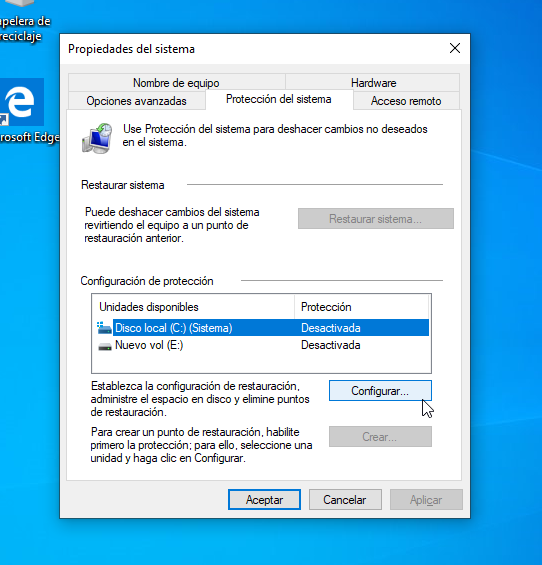 apelera de
reciclaje
rosoft Edge
Propiedades del sistema
Nombre de equipo
Hardware
Opciones avanzadas
Protección del sistema
Acceso remoto
Use Protección del sistema para deshacer cambios no deseados
en el sistema.
Restaurar sistema
Puede deshacer cambios del sistema
revirtiendo el equipo a un punto de
restauración anterior.
Restaurar sistema...
Configuración de protección
Unidades disponibles
Protección
Disco local (C:) (Sistema)
Desactivada
Nuevo vol (E:)
Desactivada
Establezca la configuración de restauración,
administre el espacio en disco y elimine puntos
de restauración.
Configurar...
Para crear un punto de restauración, habilite
primero la protección; para ello, seleccione una
unidad y haga clic en Configurar.
Crear...
Aceptar
Cancelar
Aplicar